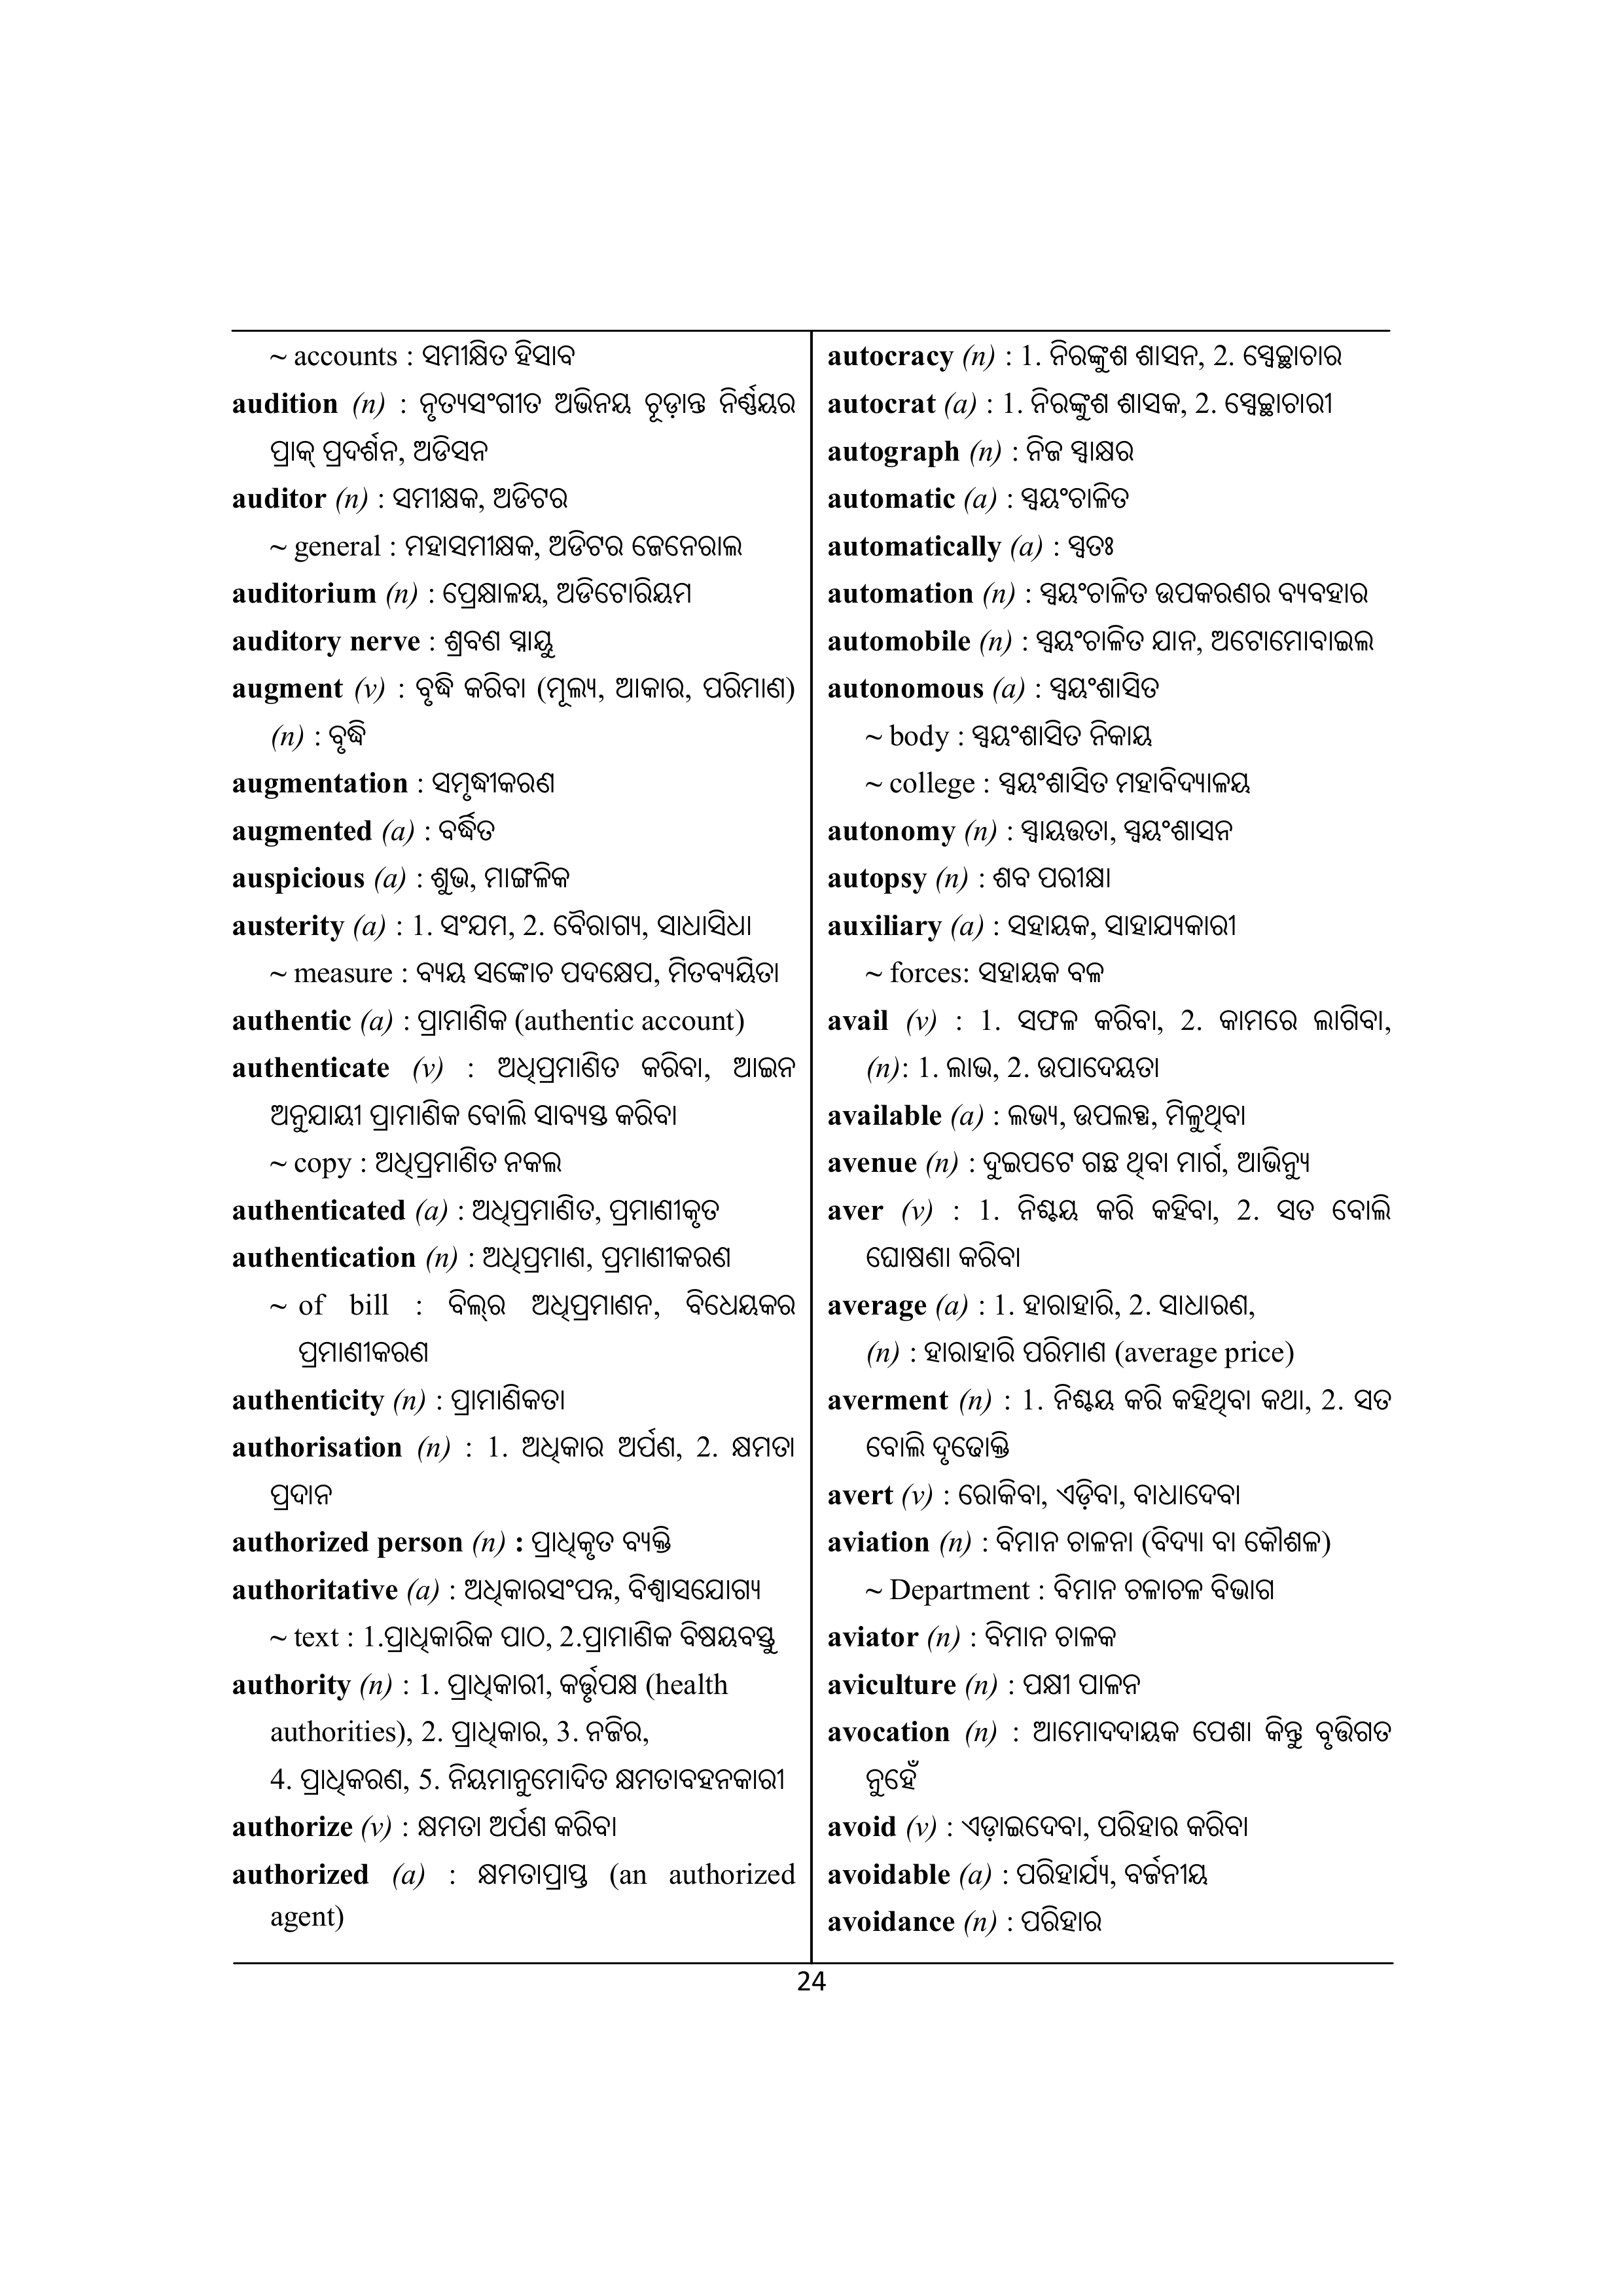 ~ accounts : ସମୀକ୍ଷିତ ହିସାବ
audition (n) : ନୃତ୍ୟସଂଗୀତ ଅଭିନୟ ଚୂଡ଼ାନ୍ତ ନିର୍ଣ୍ଣୟର
ପ୍ରାକ୍ ପ୍ରଦର୍ଶନ, ଅଡିସନ
auditor (n) : ସମୀକ୍ଷକ, ଅଡିଟର
~ general : ମହାସମୀକ୍ଷକ, ଅଡିଟର ଜେନେରାଲ
auditorium (n) : ପ୍ରେକ୍ଷାଳୟ, ଅଡିଟୋରିୟମ
auditory nerve : ଶ୍ରବଣ ସ୍ନାୟୁ
augment (v) : ବୃଦ୍ଧି କରିବା (ମୂଲ୍ୟ, ଆକାର, ପରିମାଣ)
(n) : ବୃଦ୍ଧି
augmentation : ସମୃଦ୍ଧୀକରଣ
augmented (a) : ବର୍ଦ୍ଧିତ
auspicious (a) : ଶୁଭ, ମାଙ୍ଗଳିକ
austerity (a) : 1. ସଂଯମ, 2. ବୈରାଗ୍ୟ, ସାଧାସିଧା
~ measure : ବ୍ୟୟ ସଙ୍କୋଚ ପଦକ୍ଷେପ, ମିତବ୍ୟୟିତା
authentic (a) : ପ୍ରାମାଣିକ (authentic account)
authenticate (v) : ଅଧିପ୍ରମାଣିତ କରିବା, ଆଇନ
ଅନୁଯାୟୀ ପ୍ରାମାଣିକ ବୋଲି ସାବ୍ୟସ୍ତ କରିବା
~ copy : ଅଧିପ୍ରମାଣିତ ନକଲ
authenticated (a) : ଅଧିପ୍ରମାଣିତ, ପ୍ରମାଣୀକୃତ
authentication (n) : ଅଧିପ୍ରମାଣ, ପ୍ରମାଣୀକରଣ
~ of bill : ବିଲ୍‌ର ଅଧିପ୍ରମାଣନ, ବିଧେୟକର
ପ୍ରମାଣୀକରଣ
authenticity (n) : ପ୍ରାମାଣିକତା
authorisation (n) : 1. ଅଧିକାର ଅର୍ପଣ, 2. କ୍ଷମତା
ପ୍ରଦାନ
authorized person (n) : ପ୍ରାଧିକୃତ ବ୍ୟକ୍ତି
authoritative (a) : ଅଧିକାରସଂପନ୍ନ, ବିଶ୍ୱାସଯୋଗ୍ୟ
~ text : 1.ପ୍ରାଧିକାରିକ ପାଠ, 2.ପ୍ରାମାଣିକ ବିଷୟବସ୍ତୁ
authority (n) : 1. ପ୍ରାଧିକାରୀ, କର୍ତ୍ତୃପକ୍ଷ (health
authorities), 2. ପ୍ରାଧିକାର, 3. ନଜିର,
4. ପ୍ରାଧିକରଣ, 5. ନିୟମାନୁମୋଦିତ କ୍ଷମତାବହନକାରୀ
authorize (v) : କ୍ଷମତା ଅର୍ପଣ କରିବା
authorized (a) : କ୍ଷମତାପ୍ରାପ୍ତ (an authorized
agent)
autocracy (n) : 1. ନିରଙ୍କୁଶ ଶାସନ, 2. ସ୍ୱେଚ୍ଛାଚାର
autocrat (a) : 1. ନିରଙ୍କୁଶ ଶାସକ, 2. ସ୍ୱେଚ୍ଛାଚାରୀ
autograph (n) : ନିଜ ସ୍ୱାକ୍ଷର
automatic (a) : ସ୍ୱୟଂଚାଳିତ
automatically (a) : ସ୍ୱତଃ
automation (n) : ସ୍ୱୟଂଚାଳିତ ଉପକରଣର ବ୍ୟବହାର
automobile (n) : ସ୍ୱୟଂଚାଳିତ ଯାନ, ଅଟୋମୋବାଇଲ
autonomous (a) : ସ୍ୱୟଂଶାସିତ
~ body : ସ୍ୱୟଂଶାସିତ ନିକାୟ
~ college : ସ୍ୱୟଂଶାସିତ ମହାବିଦ୍ୟାଳୟ
autonomy (n) : ସ୍ୱାୟଉତା, ସ୍ୱୟଂଶାସନ
autopsy (n) : ଶବ ପରୀକ୍ଷା
auxiliary (a) : ସହାୟକ, ସାହାଯ୍ୟକାରୀ
~ forces: ସହାୟକ ବଳ
avail (v) : 1. ସଫଳ କରିବା, 2. କାମରେ ଲାଗିବା,
(n): 1. ଲାଭ, 2. ଉପାଦେୟତା
available (a) : ଲଭ୍ୟ, ଉପଲବ୍ଧ, ମିଳୁଥିବା
avenue (n) : ଦୁଇପଟେ ଗଛ ଥିବା ମାର୍ଗ, ଆଭିନ୍ୟୁ
aver (v) : 1. ନିଶ୍ଚୟ କରି କହିବା, 2. ସତ ବୋଲି
ଘୋଷଣା କରିବା
average (a) : 1. ହାରାହାରି, 2. ସାଧାରଣ,
(n) : ହାରାହାରି ପରିମାଣ (average price)
averment (n) : 1. ନିଶ୍ଚୟ କରି କହିଥିବା କଥା, 2. ସତ
ବୋଲି ଦୃଢୋକ୍ତି
avert (v) : ରୋକିବା, ଏଡ଼ିବା, ବାଧାଦେବା
aviation (n) : ବିମାନ ଚାଳନା (ବିଦ୍ୟା ବା କୌଶଳ)
~ Department : ବିମାନ ଚଳାଚଳ ବିଭାଗ
aviator (n) : ବିମାନ ଚାଳକ
aviculture (n) : ପକ୍ଷୀ ପାଳନ
avocation (n) : ଆମୋଦଦାୟକ ପେଶା କିନ୍ତୁ ବୃତ୍ତିଗତ
ନୁହେଁ
avoid (v) : ଏଡ଼ାଇଦେବା, ପରିହାର କରିବା
avoidable (a) : ପରିହାର୍ଯ୍ୟ, ବର୍ଜନୀୟ
avoidance (n) : ପରିହାର
24